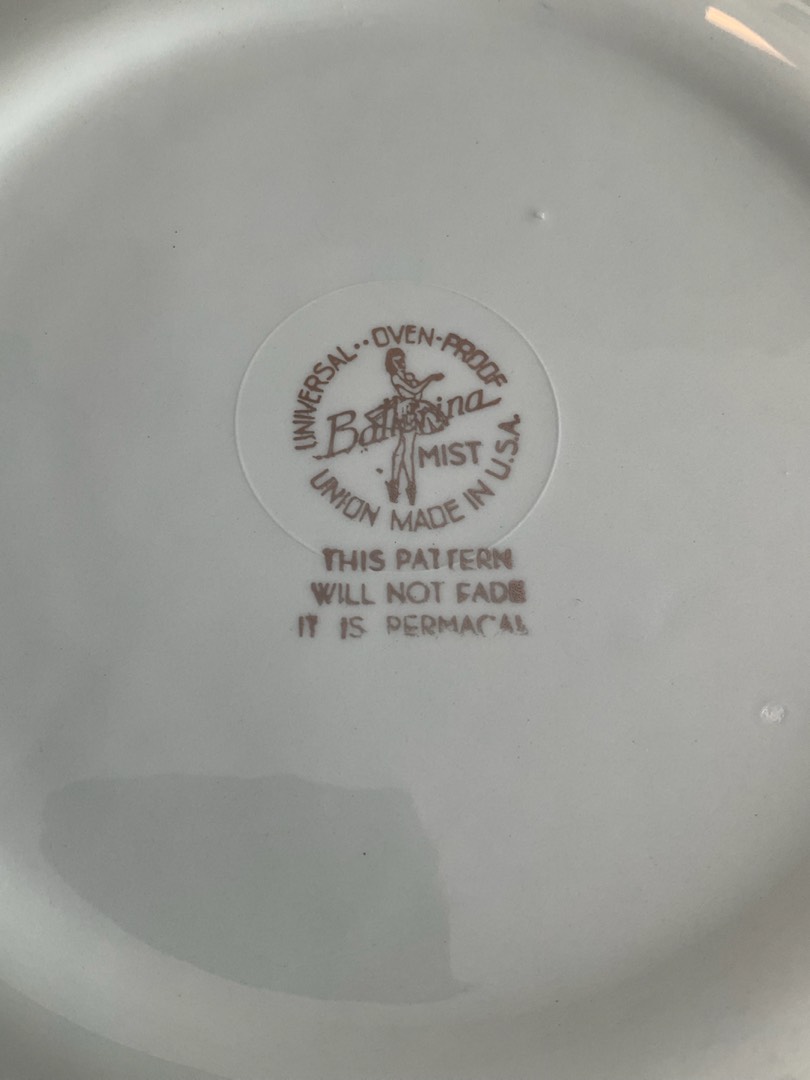 UNIVERSAL·· OVEN-PROOF
Ballerina
MIST
UNION MADE IN U.S.A.
THIS PATTERN
WILL NOT FADE
IT IS PERMACAL